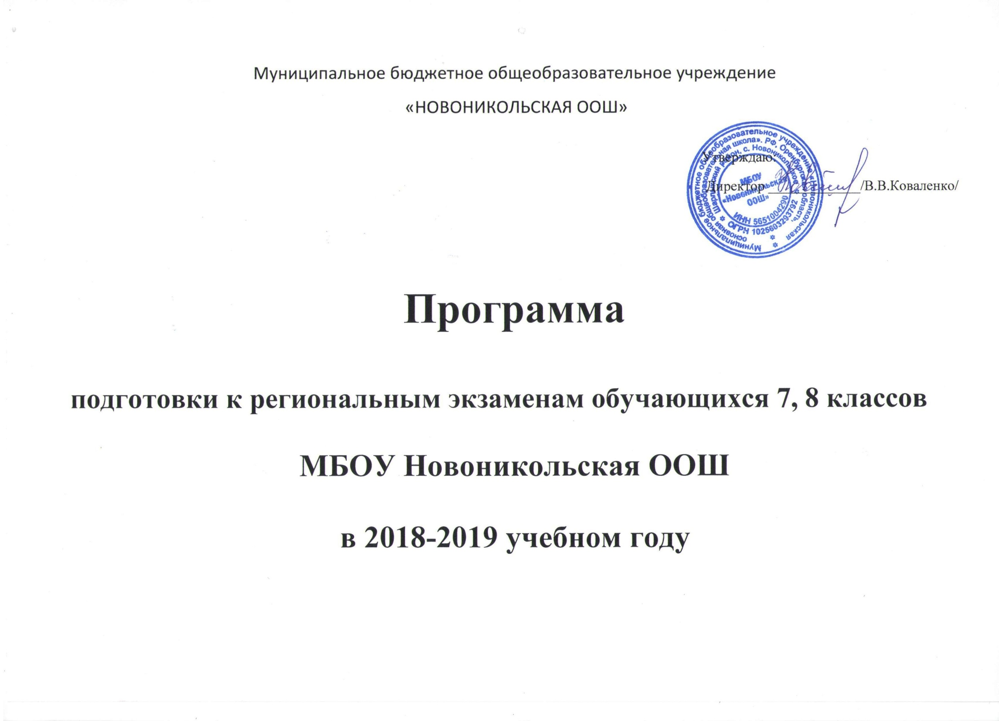 Муниципальное бюджетное общеобразовательное учреждение
«НОВОНИКОЛЬСКАЯ ООШ»
Утверждаю:
Директор _____________/В.В.Коваленко/
Муниципальное бюджетное общеобразовательное учреждение «Новоникольская
основная общеобразовательная школа». РФ, Оренбургская область,
Шарлыкский район, с. Новоникольское
ОГРН 1025603293792
ИНН 5651004290
МБОУ
«Новоникольская
ООШ»
Программа
подготовки к региональным экзаменам обучающихся 7, 8 классов
МБОУ Новоникольская ООШ
в 2018-2019 учебном году